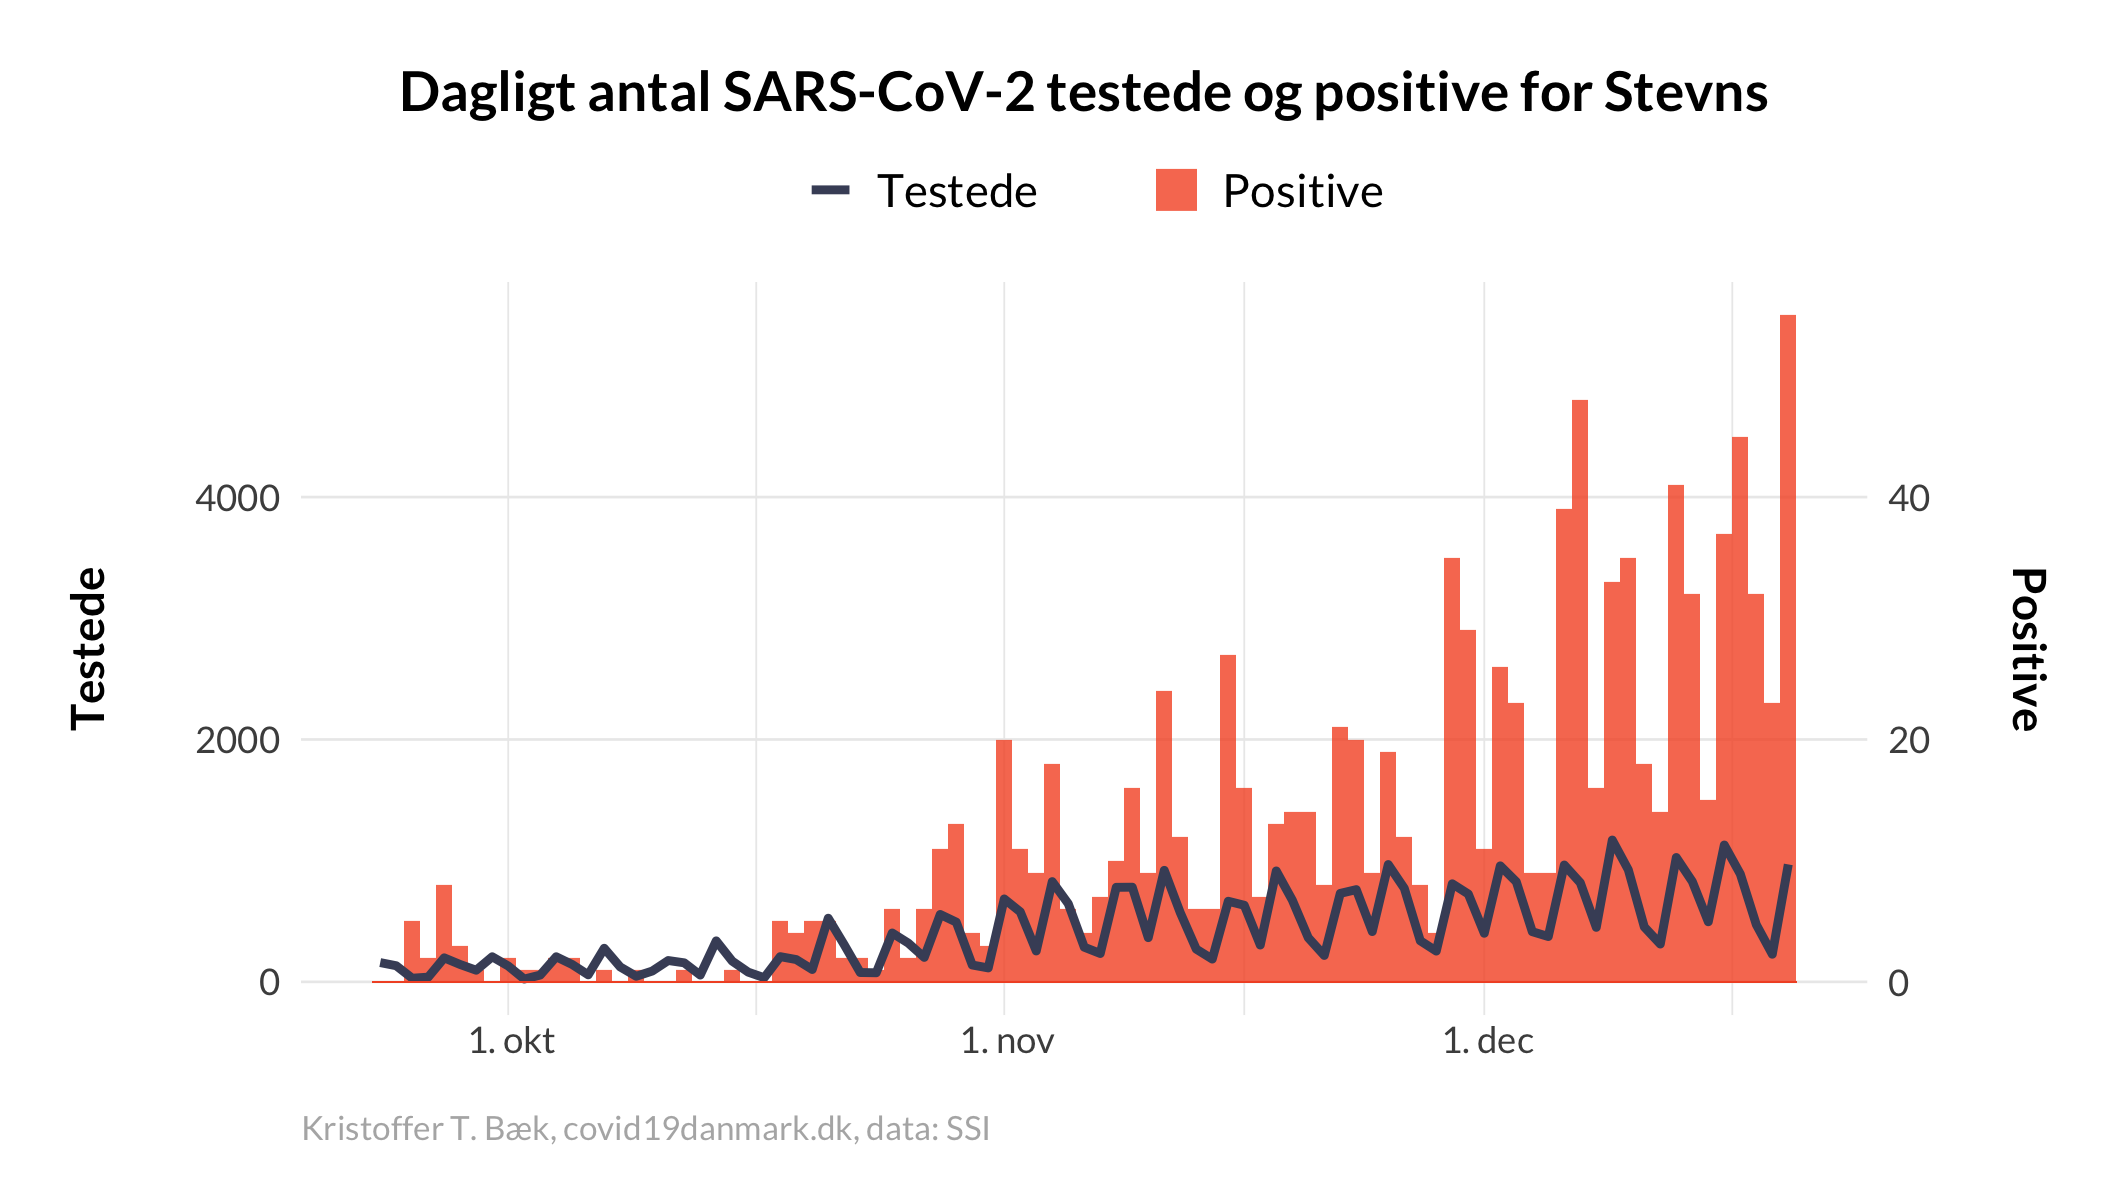 Dagligt antal SARS-CoV-2 testede og positive for Stevns
Testede
Positive
4000
2000
0
40
20
0
Testede
Positive
1. okt
1. nov
1. dec
Kristoffer T. Bæk, covid19danmark.dk, data: SSI